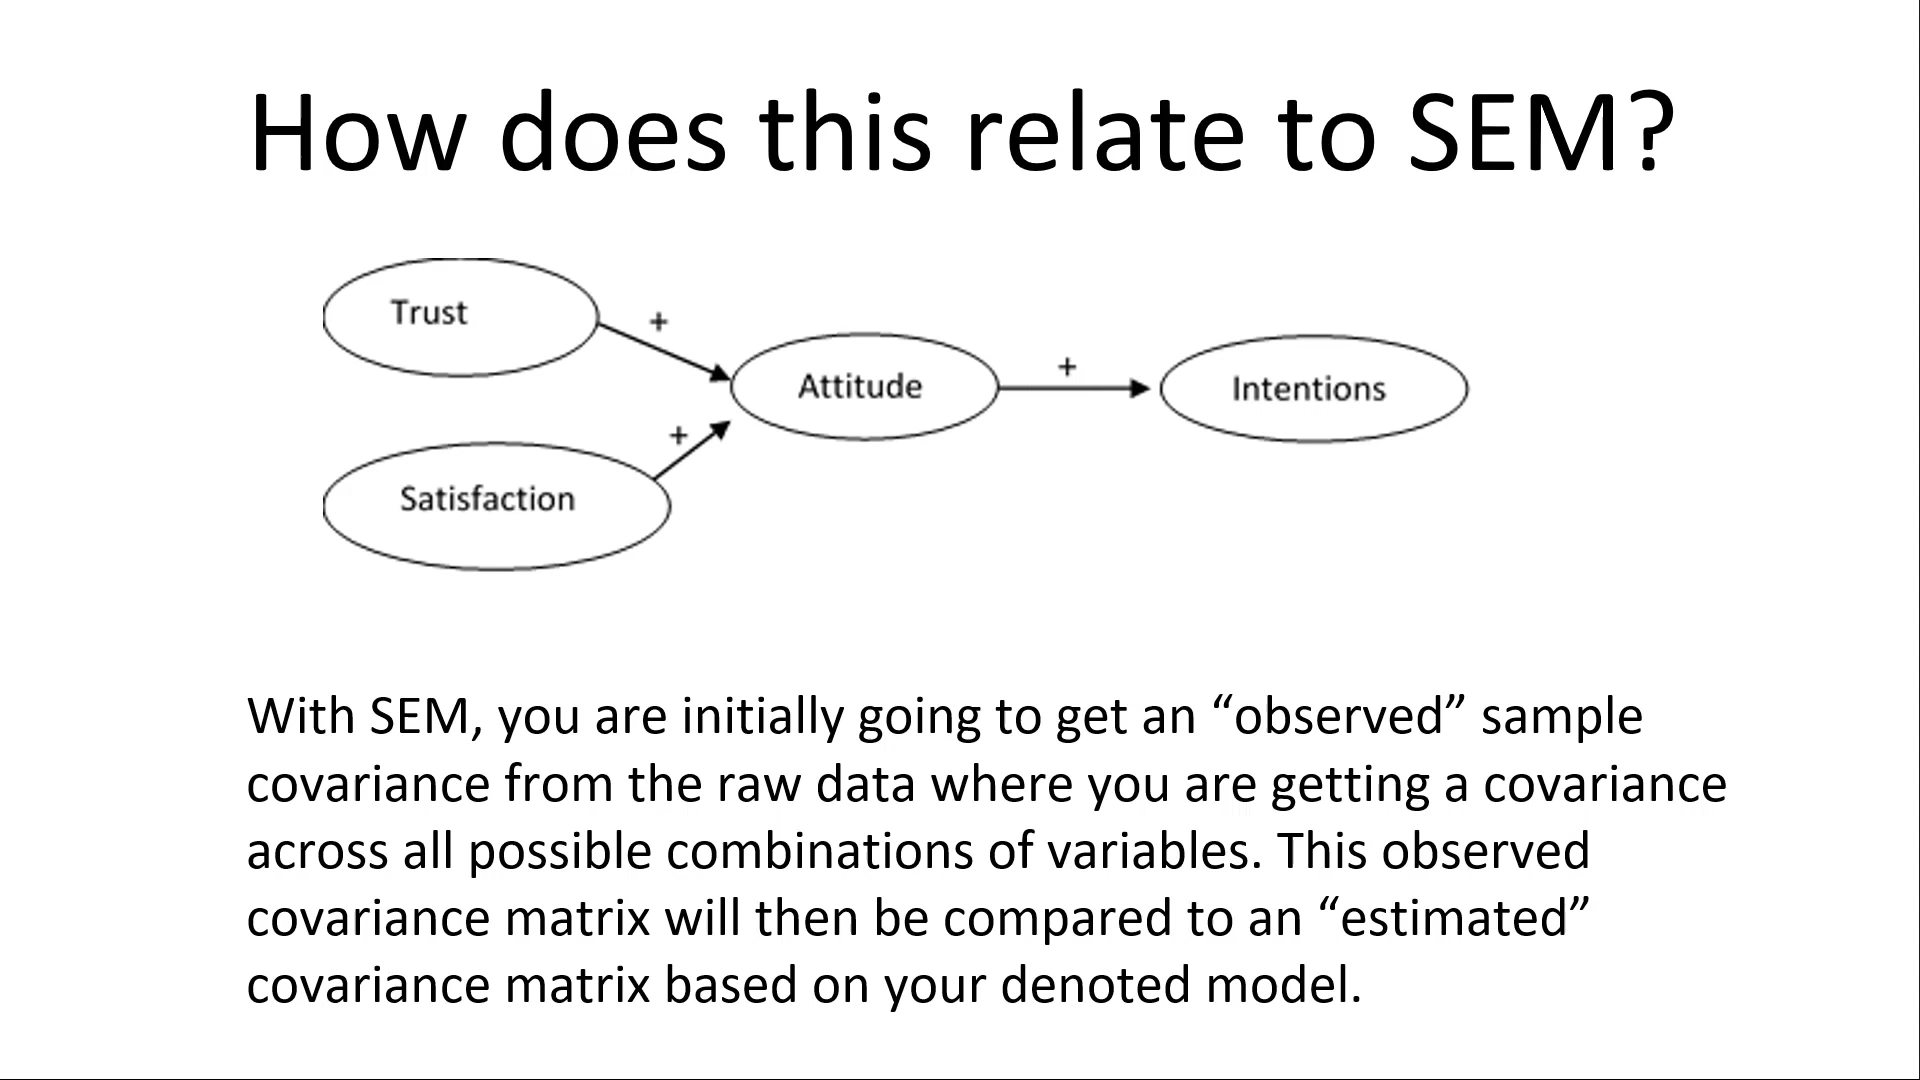 How does this relate to SEM?
Trust
+
Attitude
+
Intentions
+
Satisfaction
With SEM, you are initially going to get an “observed” sample
covariance from the raw data where you are getting a covariance
across all possible combinations of variables. This observed
covariance matrix will then be compared to an “estimated”
covariance matrix based on your denoted model.